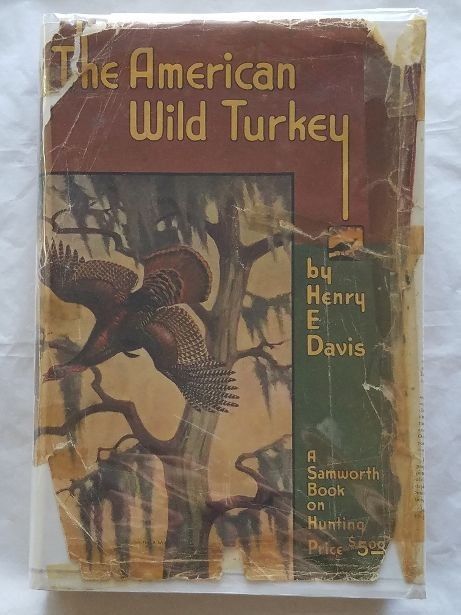 The American
Wild Turkey
by
Henry
E
Davis
A
Samworth
Book
on
Hunting
Price $5.00